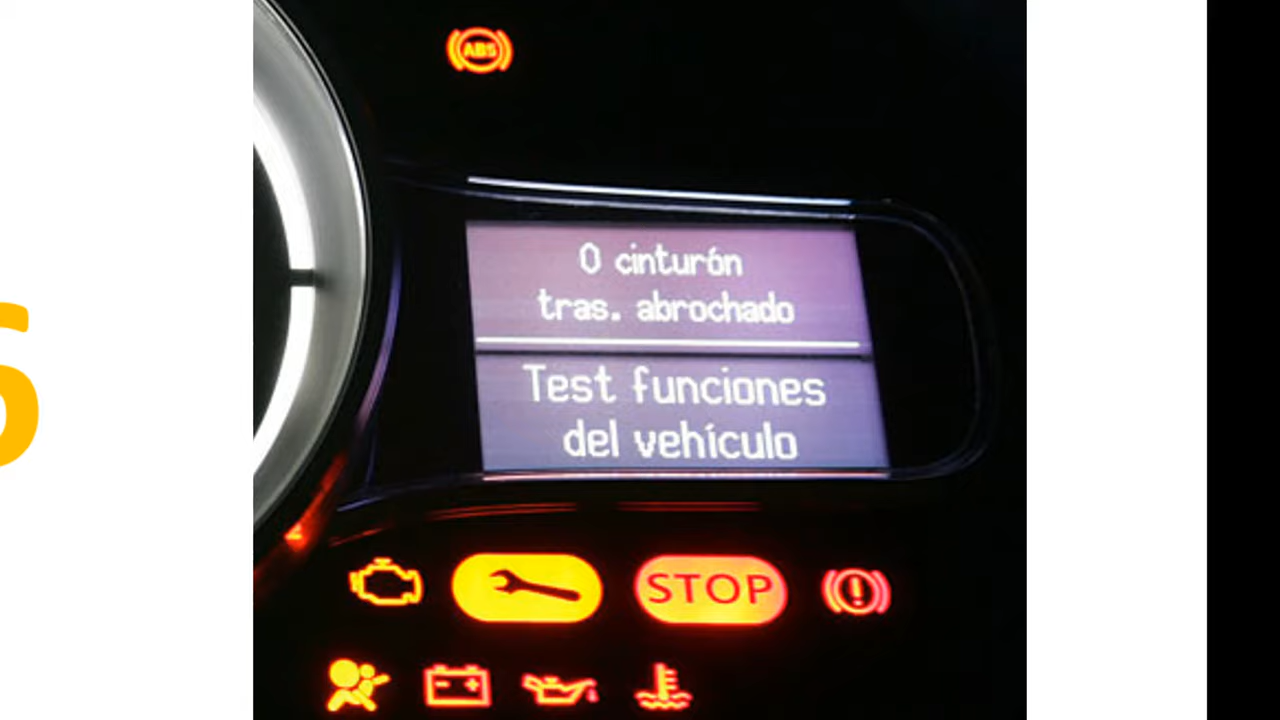 ABS
0 cinturón
tras. abrochado
Test funciones
del vehículo
STOP